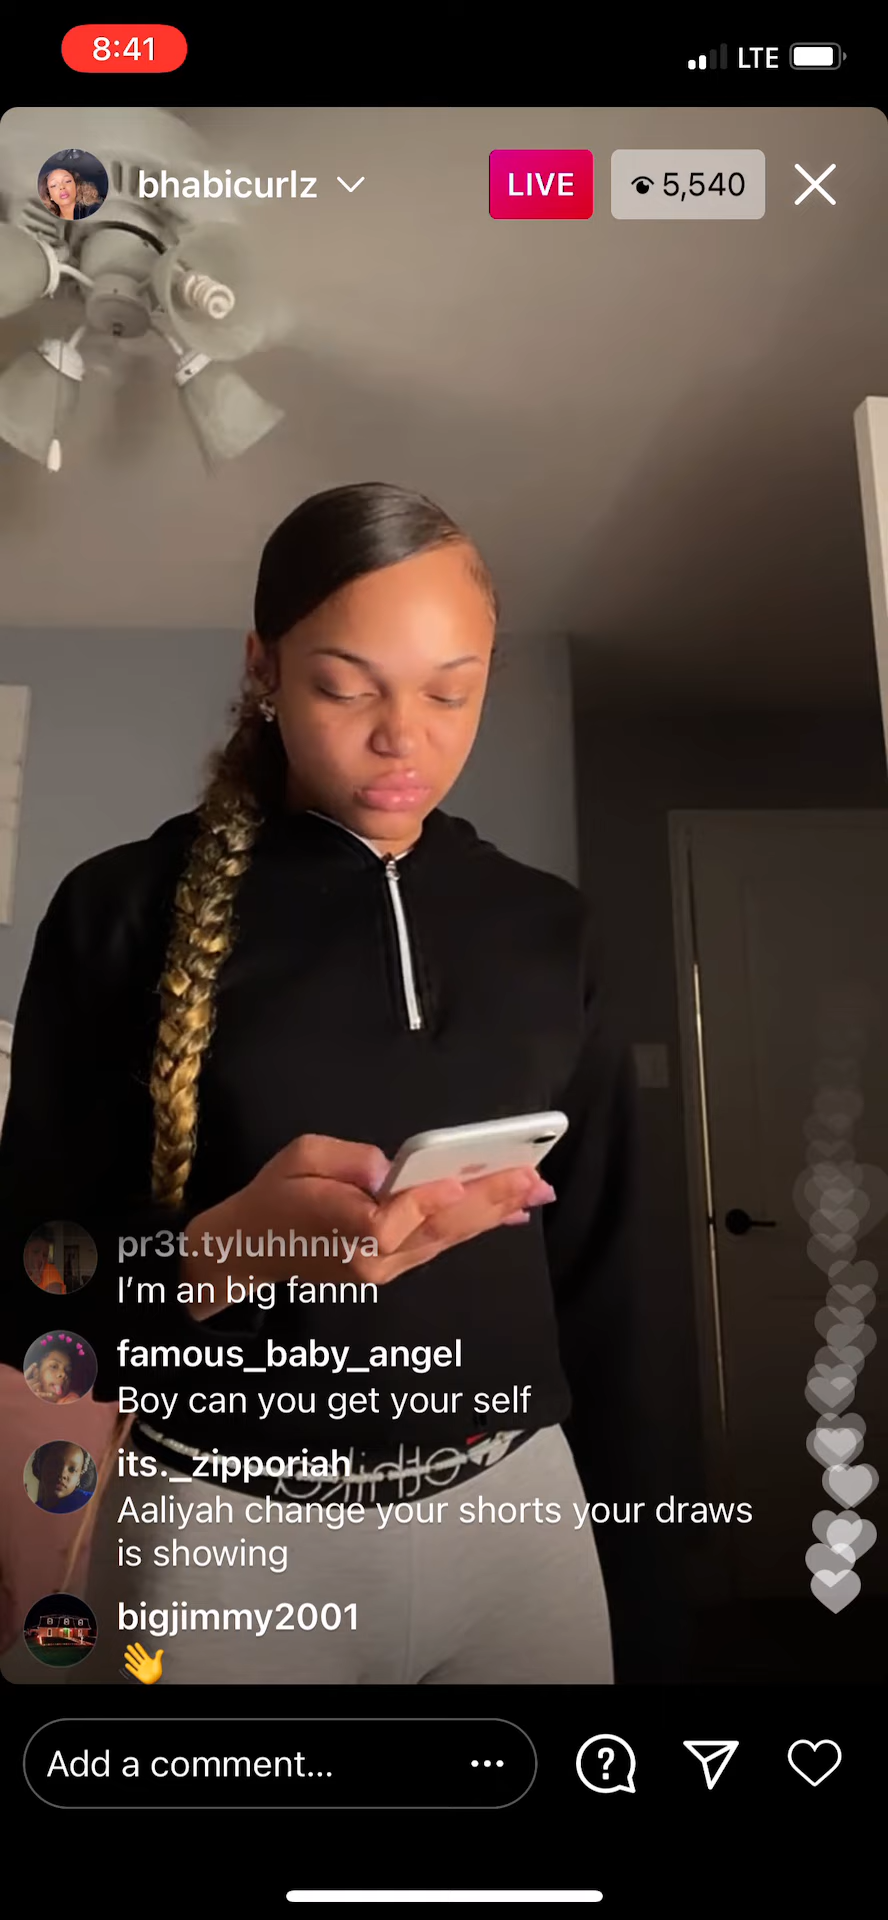 8:41
LTE
bhabicurlz
LIVE
5,540
pr3t.tyluhhniya
I'm an big fannn
famous_baby_angel
Boy can you get your self
its._zipporiah
Aaliyah change your shorts your draws
is showing
bigjimmy2001
👋
Add a comment...